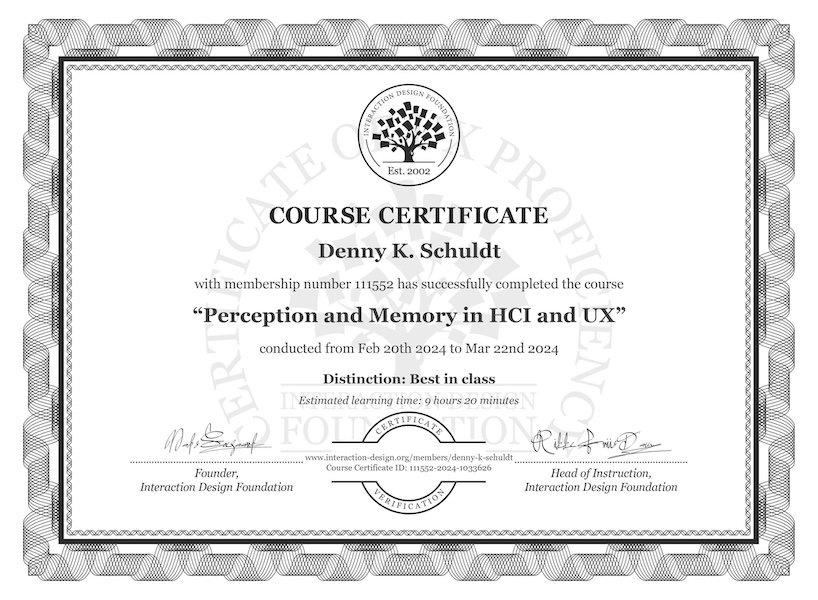 INTERACTION DESIGN FOUNDATION
Est. 2002
CERTIFICATE OF UX PROFICIENCY
COURSE CERTIFICATE
Denny K. Schuldt
with membership number 111552 has successfully completed the course
“Perception and Memory in HCI and UX”
conducted from Feb 20th 2024 to Mar 22nd 2024
Distinction: Best in class
Estimated learning time: 9 hours 20 minutes
INTERACTION DESIGN
FOUNDATION
CERTIFICATE
www.interaction-design.org/members/denny-k-schuldt
Course Certificate ID: 111552-2024-1033626
VERIFICATION
Founder,
Interaction Design Foundation
Head of Instruction,
Interaction Design Foundation